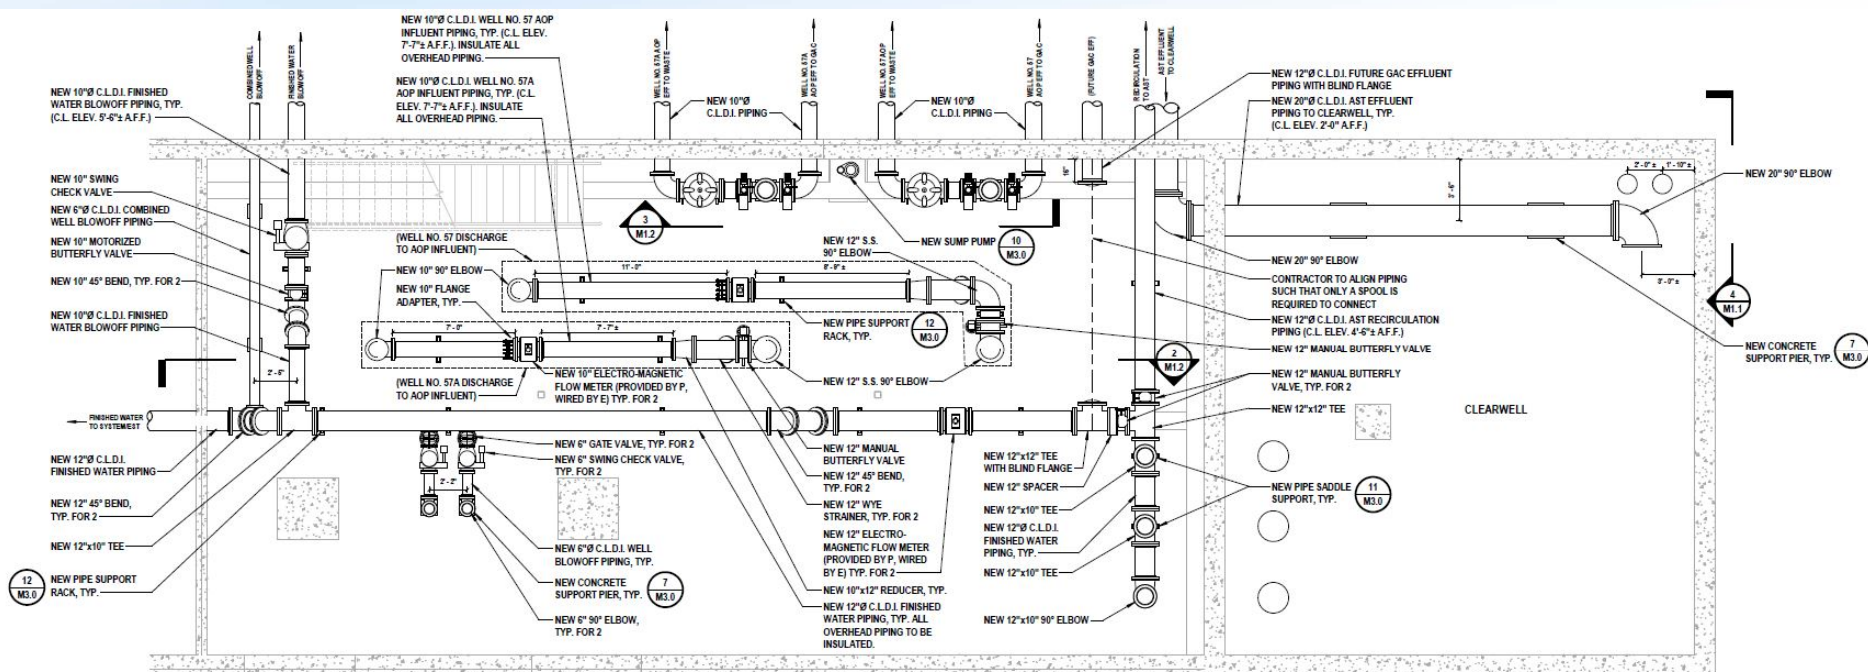 NEW 10"Ø C.L.D.I. FINISHED
WATER BLOWOFF PIPING, TYP.
(C.L. ELEV. 5'-6"± A.F.F.)
NEW 10" SWING
CHECK VALVE
NEW 6"Ø C.L.D.I. COMBINED
WELL BLOWOFF PIPING
NEW 10" MOTORIZED
BUTTERFLY VALVE
NEW 10" 45° BEND, TYP. FOR 2
NEW 10"Ø C.L.D.I. FINISHED
WATER BLOWOFF PIPING
FINISHED WATER
TO SYSTEM/EST
NEW 12"Ø C.L.D.I.
FINISHED WATER PIPING
NEW 12" 45° BEND,
TYP. FOR 2
NEW 12"x10" TEE
12
M3.0
NEW PIPE SUPPORT
RACK, TYP.
COMBINED WELL
BLOWOFF
FINISHED WATER
BLOWOFF
2' - 6"
NEW 10"Ø C.L.D.I. WELL NO. 57 AOP
INFLUENT PIPING, TYP. (C.L. ELEV.
7'-7"± A.F.F.). INSULATE ALL
OVERHEAD PIPING.
NEW 10"Ø C.L.D.I. WELL NO. 57A
AOP INFLUENT PIPING, TYP. (C.L.
ELEV. 7'-7"± A.F.F.). INSULATE
ALL OVERHEAD PIPING.
WELL NO. 57A AOP
EFF TO WASTE
WELL NO. 57A
AOP EFF TO GAC
WELL NO. 57 AOP
EFF TO WASTE
WELL NO. 57
AOP EFF TO GAC
(FUTURE GAC EFF)
RECIRCULATION
TO AST
AST EFFLUENT
TO CLEARWELL
NEW 10"Ø
C.L.D.I. PIPING
NEW 10"Ø
C.L.D.I. PIPING
3
M1.2
NEW SUMP PUMP
10
M3.0
(WELL NO. 57 DISCHARGE
TO AOP INFLUENT)
NEW 12" S.S.
90° ELBOW
NEW 10" 90° ELBOW
11' - 0"
NEW 10" FLANGE
ADAPTER, TYP.
7' - 0"
7' - 7"±
NEW PIPE SUPPORT
RACK, TYP.
12
M3.0
(WELL NO. 57A DISCHARGE
TO AOP INFLUENT)
NEW 10" ELECTRO-MAGNETIC
FLOW METER (PROVIDED BY P,
WIRED BY E) TYP. FOR 2
NEW 12" S.S. 90° ELBOW
NEW 6" GATE VALVE, TYP. FOR 2
NEW 6" SWING CHECK VALVE,
TYP. FOR 2
2' - 2"
NEW 6"Ø C.L.D.I. WELL
BLOWOFF PIPING, TYP.
NEW CONCRETE
SUPPORT PIER, TYP.
7
M3.0
NEW 6" 90° ELBOW,
TYP. FOR 2
NEW 12" MANUAL
BUTTERFLY VALVE
NEW 12" 45° BEND,
TYP. FOR 2
NEW 12" WYE
STRAINER, TYP. FOR 2
NEW 12" ELECTRO-
MAGNETIC FLOW METER
(PROVIDED BY P, WIRED
BY E) TYP. FOR 2
NEW 10"x12" REDUCER, TYP.
NEW 12"Ø C.L.D.I. FINISHED
WATER PIPING, TYP. ALL
OVERHEAD PIPING TO BE
INSULATED.
NEW 12"x12" TEE
WITH BLIND FLANGE
NEW 12" SPACER
NEW 12"x10" TEE
NEW 12"Ø C.L.D.I.
FINISHED WATER
PIPING, TYP.
NEW 12"x10" TEE
NEW 12"x10" 90° ELBOW
16"
NEW 12"Ø C.L.D.I. FUTURE GAC EFFLUENT
PIPING WITH BLIND FLANGE
NEW 20"Ø C.L.D.I. AST EFFLUENT
PIPING TO CLEARWELL, TYP.
(C.L. ELEV. 2'-0" A.F.F.)
2' - 0" ±
1' - 10" ±
NEW 20" 90° ELBOW
NEW 20" 90° ELBOW
CONTRACTOR TO ALIGN PIPING
SUCH THAT ONLY A SPOOL IS
REQUIRED TO CONNECT
NEW 12"Ø C.L.D.I. AST RECIRCULATION
PIPING (C.L. ELEV. 4'-6"± A.F.F.)
NEW 12" MANUAL BUTTERFLY VALVE
2
M1.2
NEW 12" MANUAL BUTTERFLY
VALVE, TYP. FOR 2
NEW 12"x12" TEE
4
M1.1
NEW CONCRETE
SUPPORT PIER, TYP.
7
M3.0
CLEARWELL
NEW PIPE SADDLE
SUPPORT, TYP.
11
M3.0